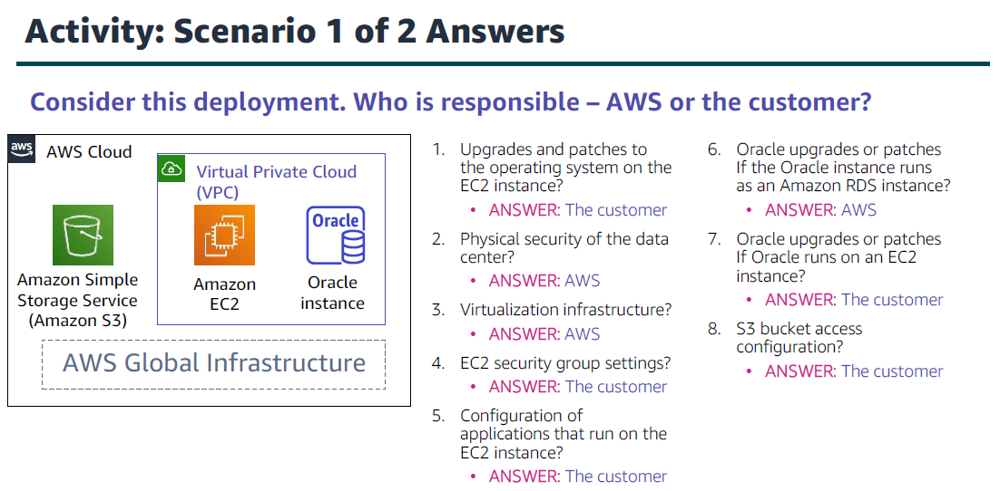 Activity: Scenario 1 of 2 Answers
Consider this deployment. Who is responsible – AWS or the customer?
aws
AWS Cloud
Virtual Private Cloud
(VPC)
Oracle
Amazon Simple
Storage Service
(Amazon S3)
Amazon
EC2
Oracle
instance
AWS Global Infrastructure
1. Upgrades and patches to
the operating system on the
EC2 instance?
• ANSWER: The customer
2. Physical security of the data
center?
• ANSWER: AWS
3. Virtualization infrastructure?
• ANSWER: AWS
4. EC2 security group settings?
• ANSWER: The customer
5. Configuration of
applications that run on the
EC2 instance?
• ANSWER: The customer
6. Oracle upgrades or patches
If the Oracle instance runs
as an Amazon RDS instance?
• ANSWER: AWS
7. Oracle upgrades or patches
If Oracle runs on an EC2
instance?
• ANSWER: The customer
8. S3 bucket access
configuration?
• ANSWER: The customer